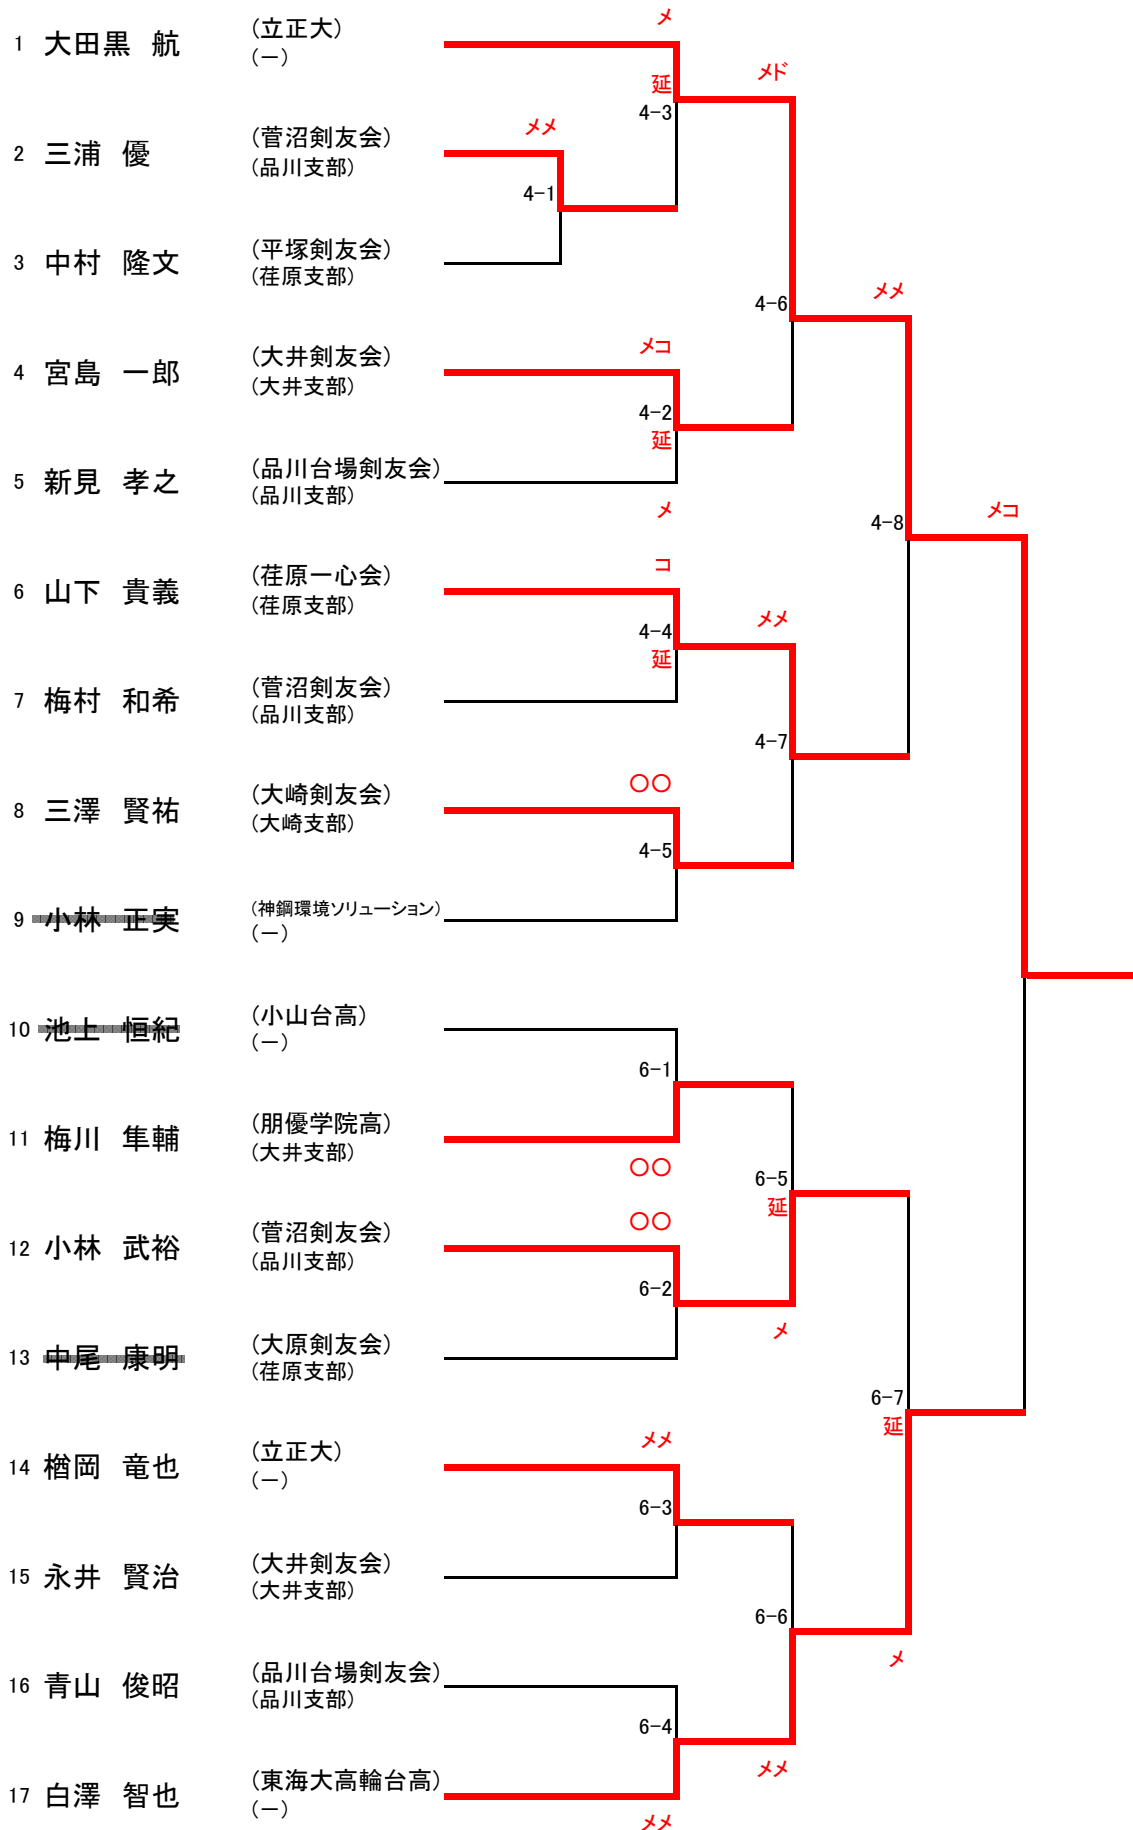 メ
1 大田黒 航 (立正大)
(－)
延
メド
4-3
メメ
2 三浦 優 (菅沼剣友会)
(品川支部)
4-1
3 中村 隆文 (平塚剣友会)
(荏原支部)
4-6
メメ
メコ
4 宮島 一郎 (大井剣友会)
(大井支部)
4-2
延
5 新見 孝之 (品川台場剣友会)
(品川支部)
メ
4-8
メコ
コ
6 山下 貴義 (荏原一心会)
(荏原支部)
4-4
延
メメ
7 梅村 和希 (菅沼剣友会)
(品川支部)
4-7
○○
8 三澤 賢祐 (大崎剣友会)
(大崎支部)
4-5
9 小林 正実 (神鋼環境ソリューション)
(－)
10 池上 恒紀 (小山台高)
(－)
6-1
11 梅川 隼輔 (朋優学院高)
(大井支部)
○○
6-5
延
○○
12 小林 武裕 (菅沼剣友会)
(品川支部)
6-2
メ
13 中尾 康明 (大原剣友会)
(荏原支部)
6-7
延
メメ
14 楢岡 竜也 (立正大)
(－)
6-3
15 永井 賢治 (大井剣友会)
(大井支部)
6-6
メ
16 青山 俊昭 (品川台場剣友会)
(品川支部)
6-4
メメ
17 白澤 智也 (東海大高輪台高)
(－)
メメ